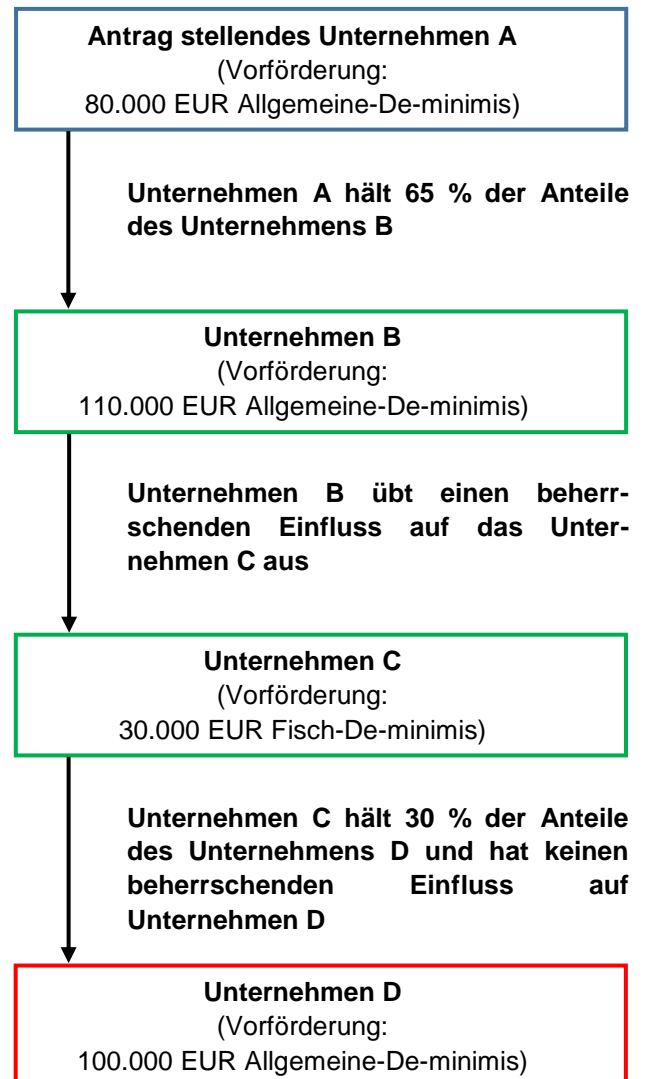 Antrag stellendes Unternehmen A
(Vorförderung:
80.000 EUR Allgemeine-De-minimis)
Unternehmen A hält 65 % der Anteile
des Unternehmens B
Unternehmen B
(Vorförderung:
110.000 EUR Allgemeine-De-minimis)
Unternehmen B übt einen beherr-
schenden Einfluss auf das Unter-
nehmen C aus
Unternehmen C
(Vorförderung:
30.000 EUR Fisch-De-minimis)
Unternehmen C hält 30 % der Anteile
des Unternehmens D und hat keinen
beherrschenden Einfluss auf
Unternehmen D
Unternehmen D
(Vorförderung:
100.000 EUR Allgemeine-De-minimis)